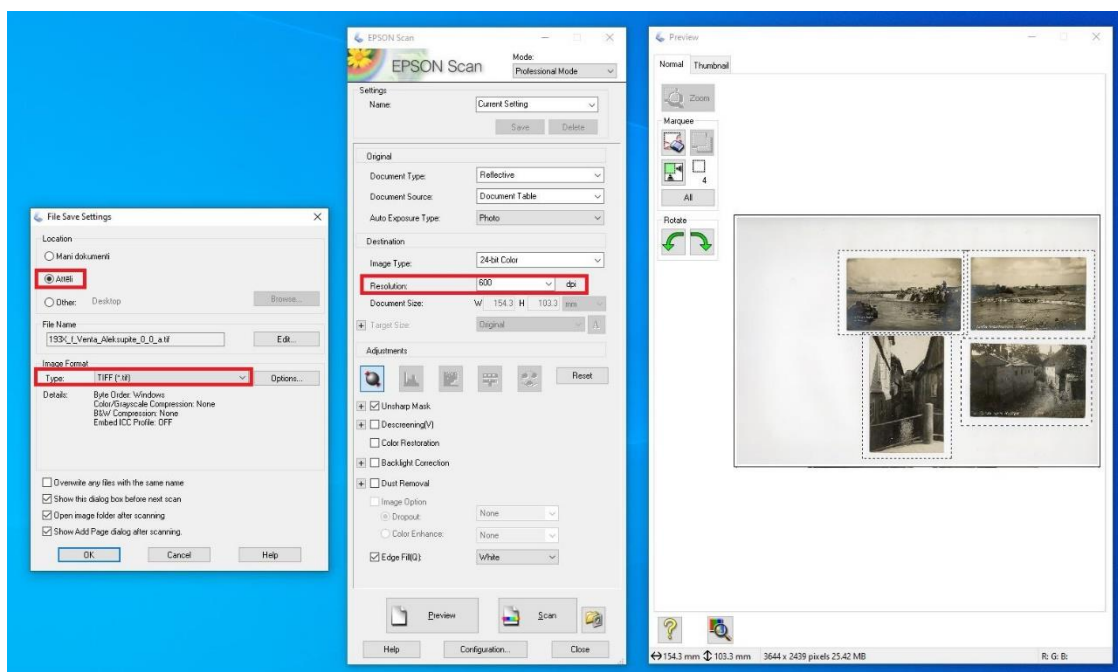 File Save Settings
Location
Mani dokumenti
Attēli
Other: Desktop
Browse...
File Name
193X_f_Venta_Aleksupite_0_0_a.tif
Edit...
Image Format
Type: TIFF (*.tif)
Options...
Details: Byte Order: Windows
Color/Grayscale Compression: None
B&W Compression: None
Embed ICC Profile: OFF
Overwrite any files with the same name
Show this dialog box before next scan
Open image folder after scanning
Show Add Page dialog after scanning.
OK Cancel Help
EPSON Scan
EPSON Scan
Mode:
Professional Mode
Settings
Name: Current Setting
Save Delete
Original
Document Type: Reflective
Document Source: Document Table
Auto Exposure Type: Photo
Destination
Image Type: 24-bit Color
Resolution: 600 dpi
Document Size: W 154.3 H 103.3 mm
Target Size: Original
Adjustments
Reset
Unsharp Mask
Descreening(V)
Color Restoration
Backlight Correction
Dust Removal
Image Option
Dropout: None
Color Enhance: None
Edge Fill(Q): White
Preview Scan
Help Configuration... Close
Preview
Normal Thumbnail
Zoom
Marquee
4
All
Rotate
154.3 mm 103.3 mm 3644 x 2439 pixels 25.42 MB R: G: B: